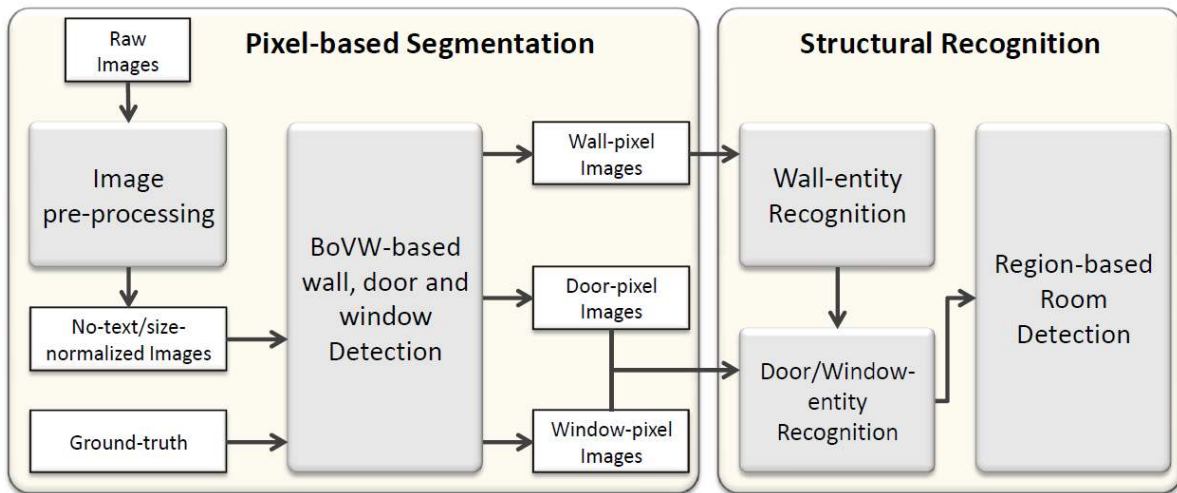 Pixel-based Segmentation
Raw
Images
Image
pre-processing
No-text/size-
normalized Images
Ground-truth
BoVW-based
wall, door and
window
Detection
Wall-pixel
Images
Door-pixel
Images
Window-pixel
Images
Structural Recognition
Wall-entity
Recognition
Door/Window-
entity
Recognition
Region-based
Room
Detection